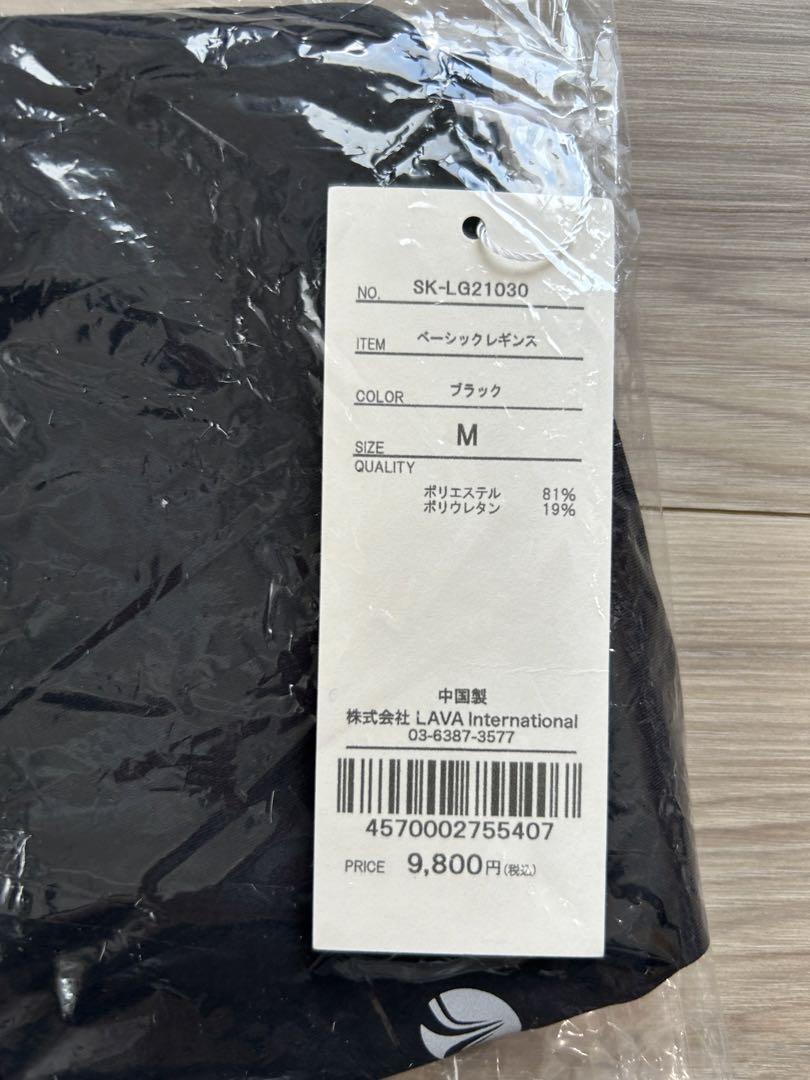 NO. SK-LG21030
ITEM ベーシックレギンス
COLOR ブラック
SIZE M
QUALITY
ポリエステル 81%
ポリウレタン 19%
中国製
株式会社 LAVA International
03-6387-3577
4570002755407
PRICE 9,800円(税込)